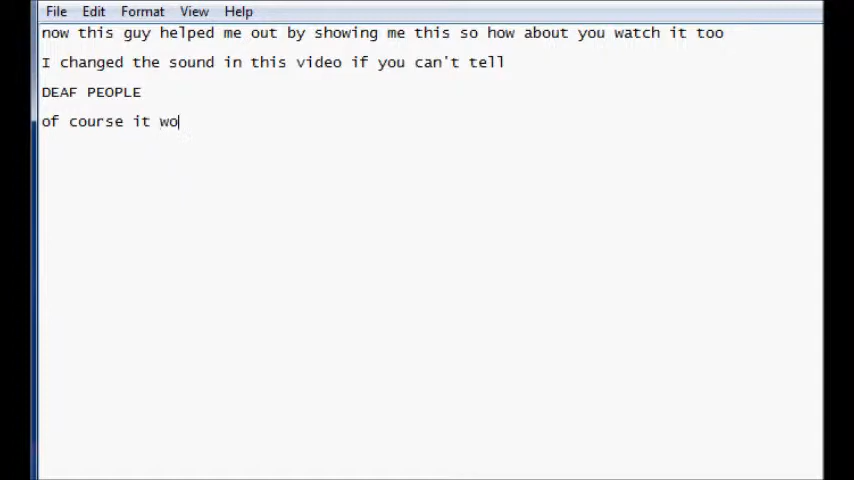 File Edit Format View Help
now this guy helped me out by showing me this so how about you watch it too
I changed the sound in this video if you can't tell
DEAF PEOPLE
of course it wo